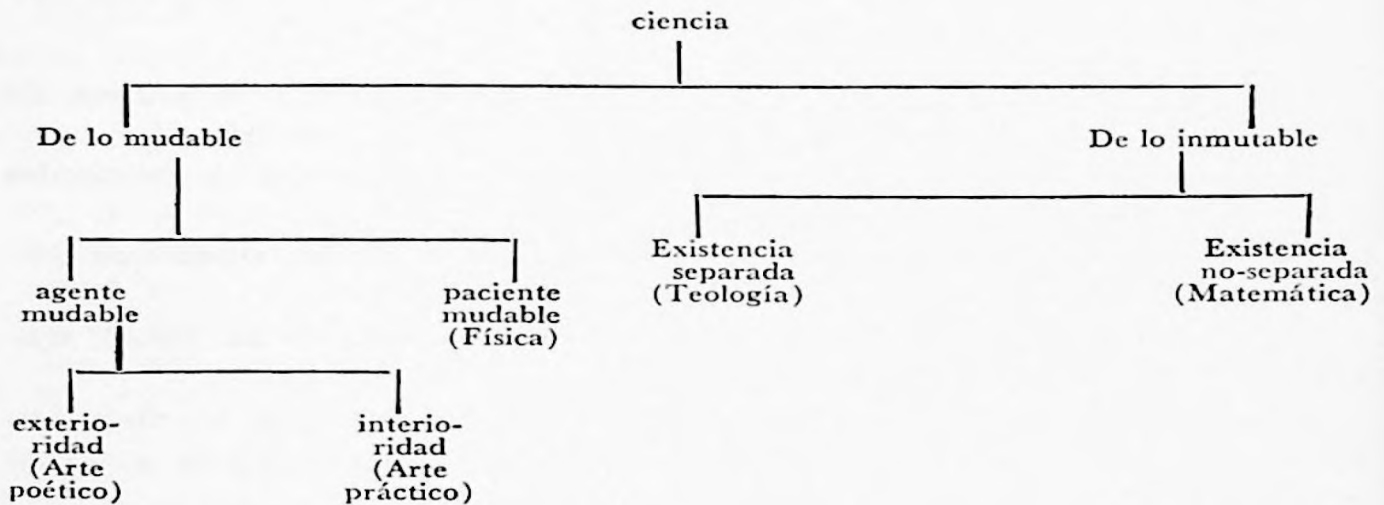 ciencia
De lo mudable
De lo inmutable
agente
mudable
paciente
mudable
(Física)
Existencia
separada
(Teología)
Existencia
no-separada
(Matemática)
exterio-
ridad
(Arte
poético)
interio-
ridad
(Arte
práctico)